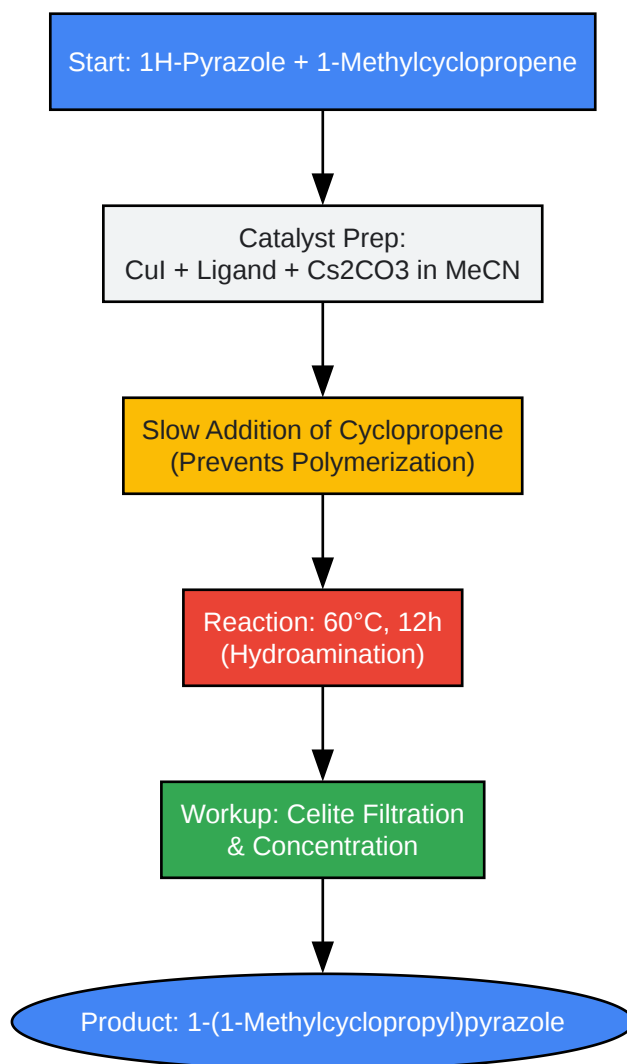 Start: 1H-Pyrazole + 1-Methylcyclopropene
Catalyst Prep:
CuI + Ligand + Cs2CO3 in MeCN
Slow Addition of Cyclopropene
(Prevents Polymerization)
Reaction: 60°C, 12h
(Hydroamination)
Workup: Celite Filtration
& Concentration
Product: 1-(1-Methylcyclopropyl)pyrazole